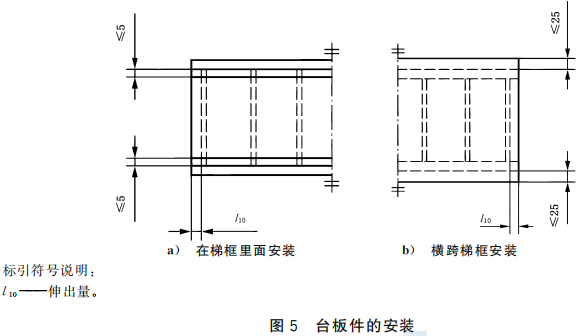 ≤5
≤25
≤5
≤25
l10
l10
a) 在梯框里面安装
b) 横跨梯框安装
标引符号说明:
l10——伸出量。
图 5 台板件的安装